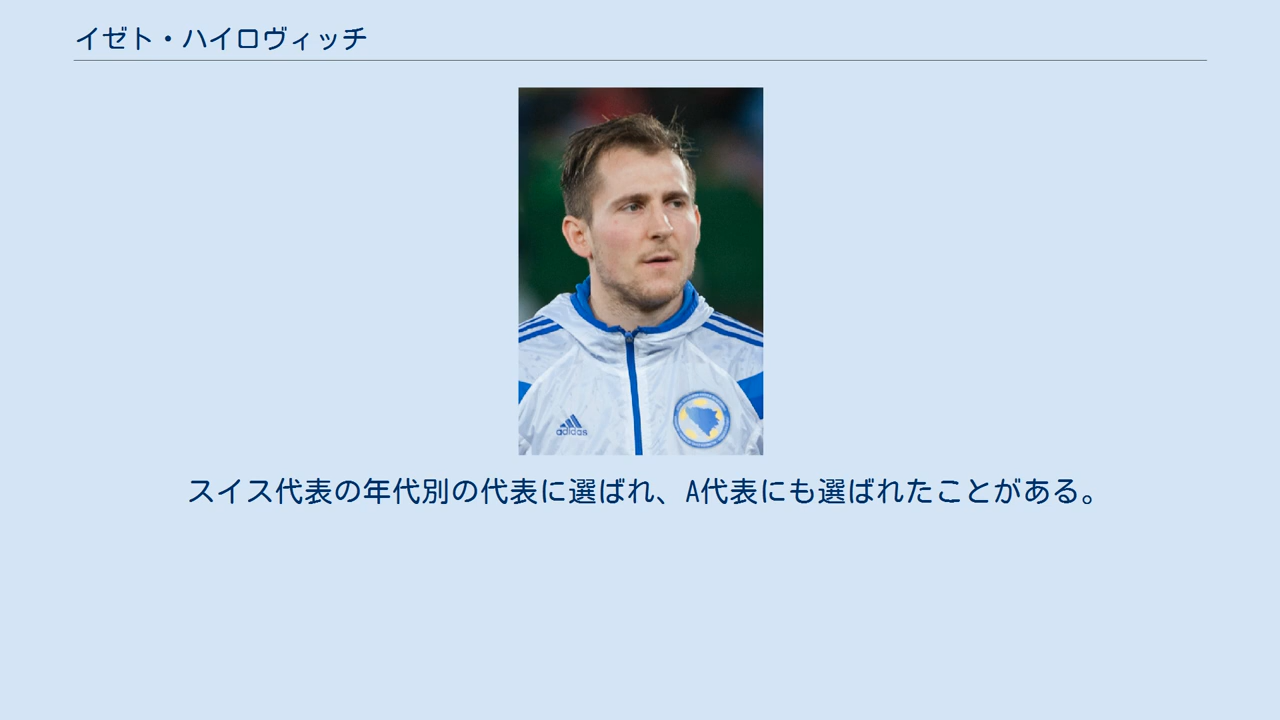 イゼト・ハイロヴィッチ
adidas
スイス代表の年代別の代表に選ばれ、A代表にも選ばれたことがある。